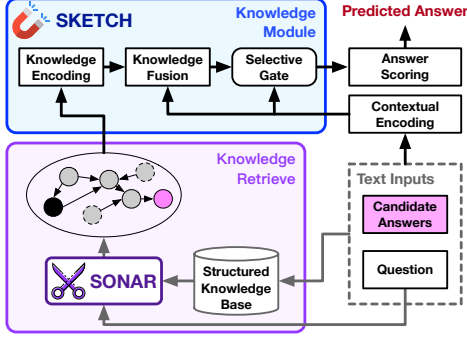 SKETCH
Knowledge
Module
Predicted Answer
Knowledge
Encoding
Knowledge
Fusion
Selective
Gate
Answer
Scoring
Contextual
Encoding
Knowledge
Retrieve
Text Inputs
Candidate
Answers
Question
SONAR
Structured
Knowledge
Base